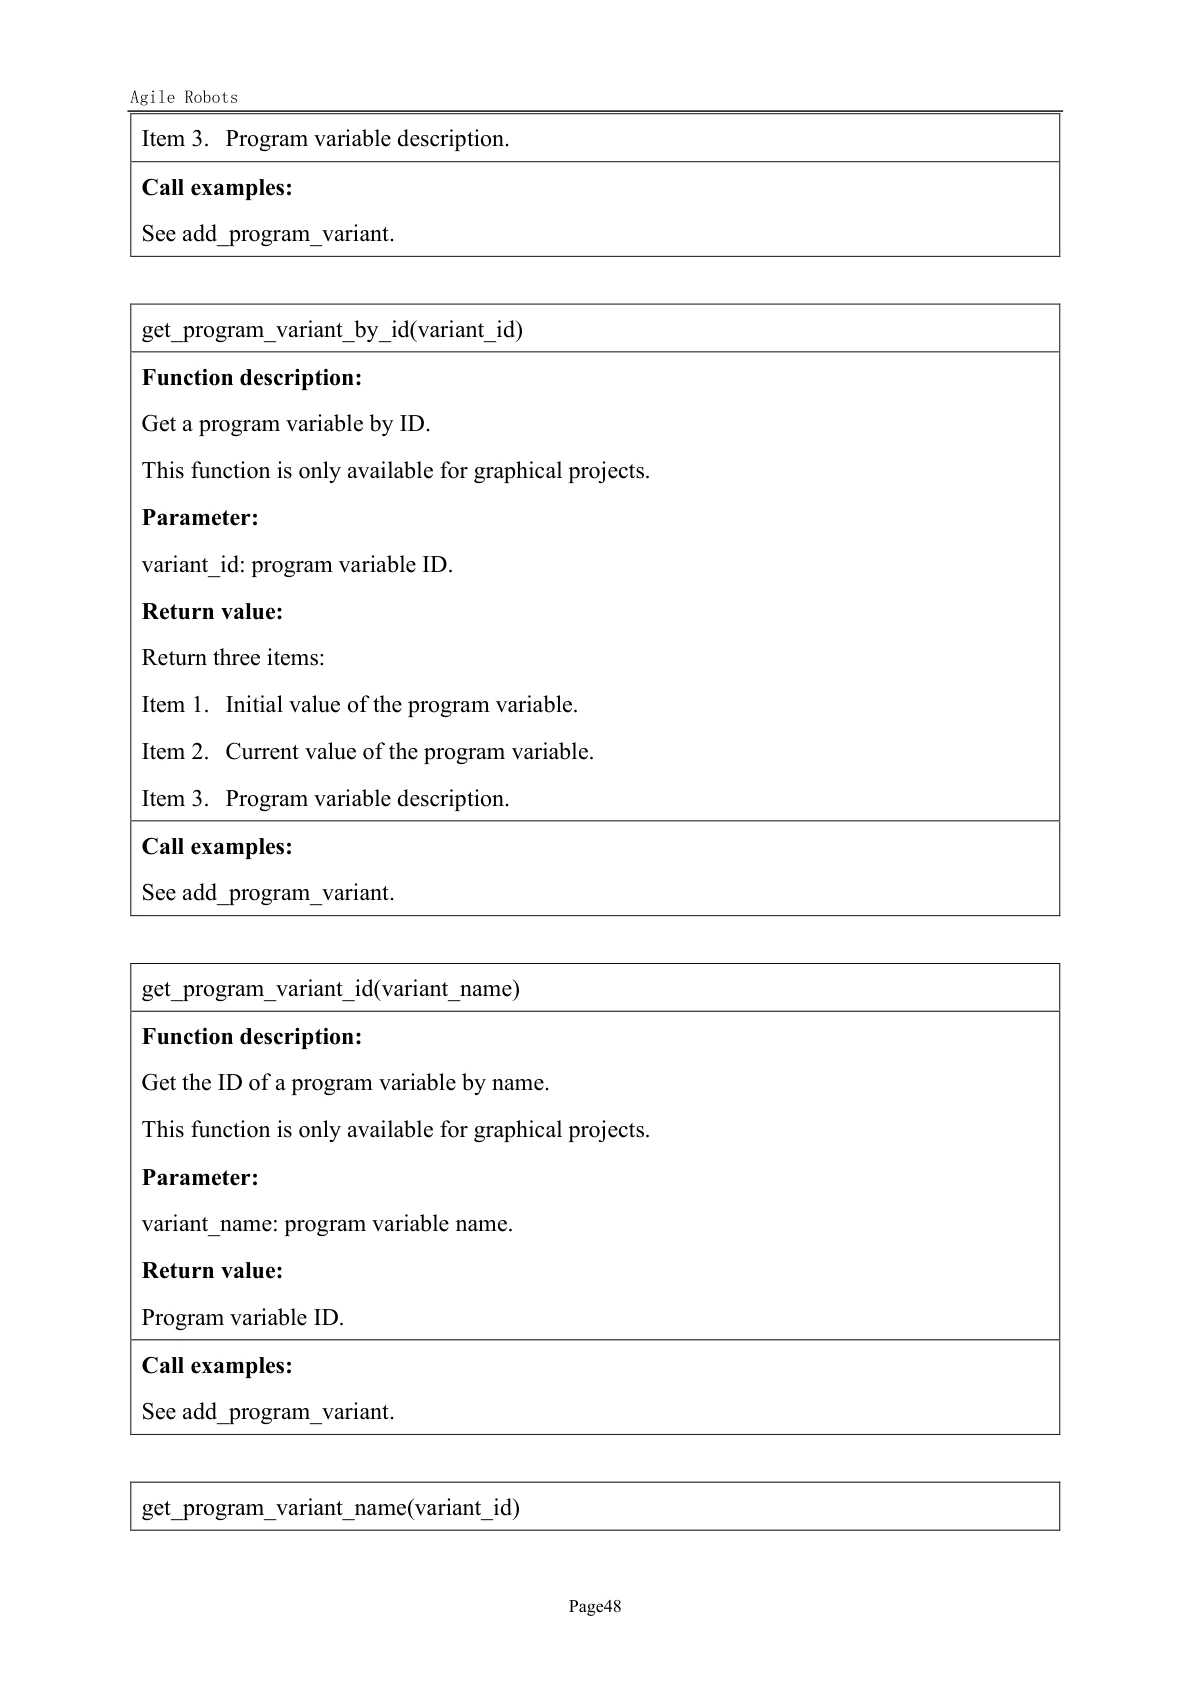 Agile Robots
Item 3. Program variable description.
Call examples:
See add_program_variant.
get_program_variant_by_id(variant_id)
Function description:
Get a program variable by ID.
This function is only available for graphical projects.
Parameter:
variant_id: program variable ID.
Return value:
Return three items:
Item 1. Initial value of the program variable.
Item 2. Current value of the program variable.
Item 3. Program variable description.
Call examples:
See add_program_variant.
get_program_variant_id(variant_name)
Function description:
Get the ID of a program variable by name.
This function is only available for graphical projects.
Parameter:
variant_name: program variable name.
Return value:
Program variable ID.
Call examples:
See add_program_variant.
get_program_variant_name(variant_id)
Page48